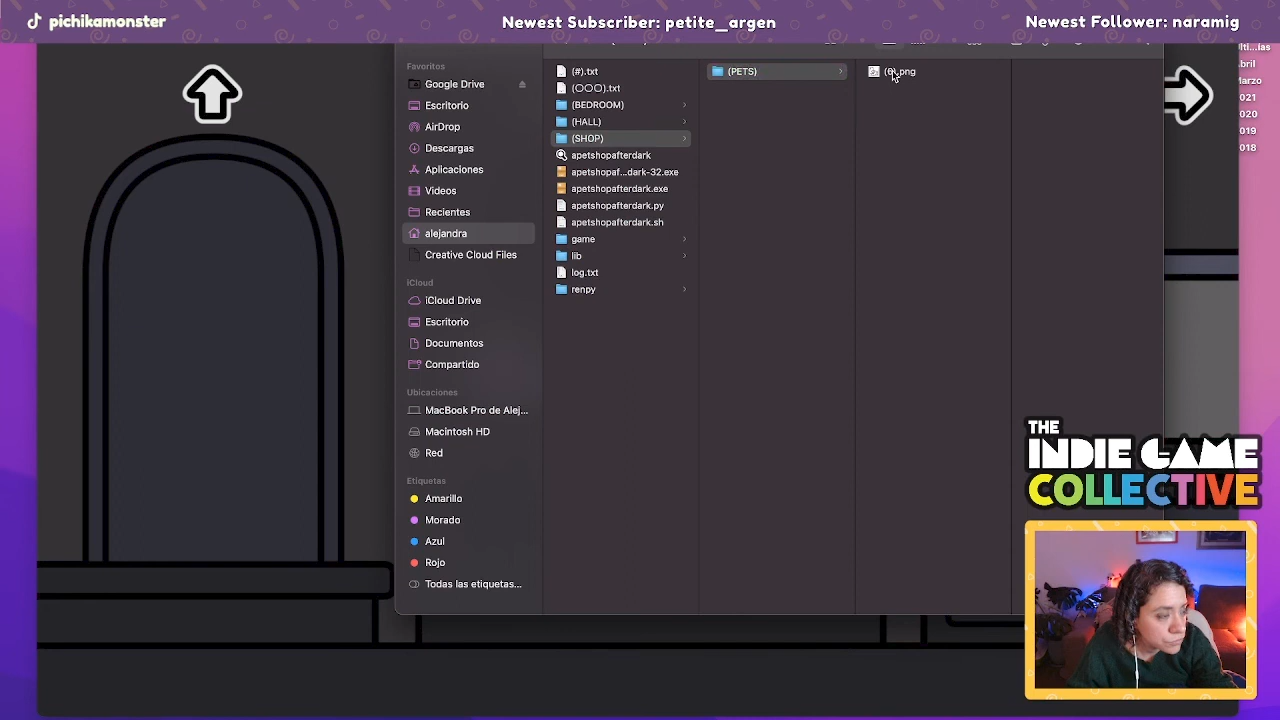 pichikamonster
Newest Subscriber: petite_argen
Newest Follower: naramig
Favoritos
Google Drive
Escritorio
AirDrop
Descargas
Aplicaciones
Vídeos
Recientes
alejandra
Creative Cloud Files
iCloud
iCloud Drive
Escritorio
Documentos
Compartido
Ubicaciones
MacBook Pro de Alej...
Macintosh HD
Red
Etiquetas
Amarillo
Morado
Azul
Rojo
Todas las etiquetas...
(#).txt
(○○○).txt
(BEDROOM)
(HALL)
(SHOP)
apetshopafterdark
apetshopaf...dark-32.exe
apetshopafterdark.exe
apetshopafterdark.py
apetshopafterdark.sh
game
lib
log.txt
renpy
(PETS)
Marzo
2020
THE
INDIE GAME
COLLECTIVE